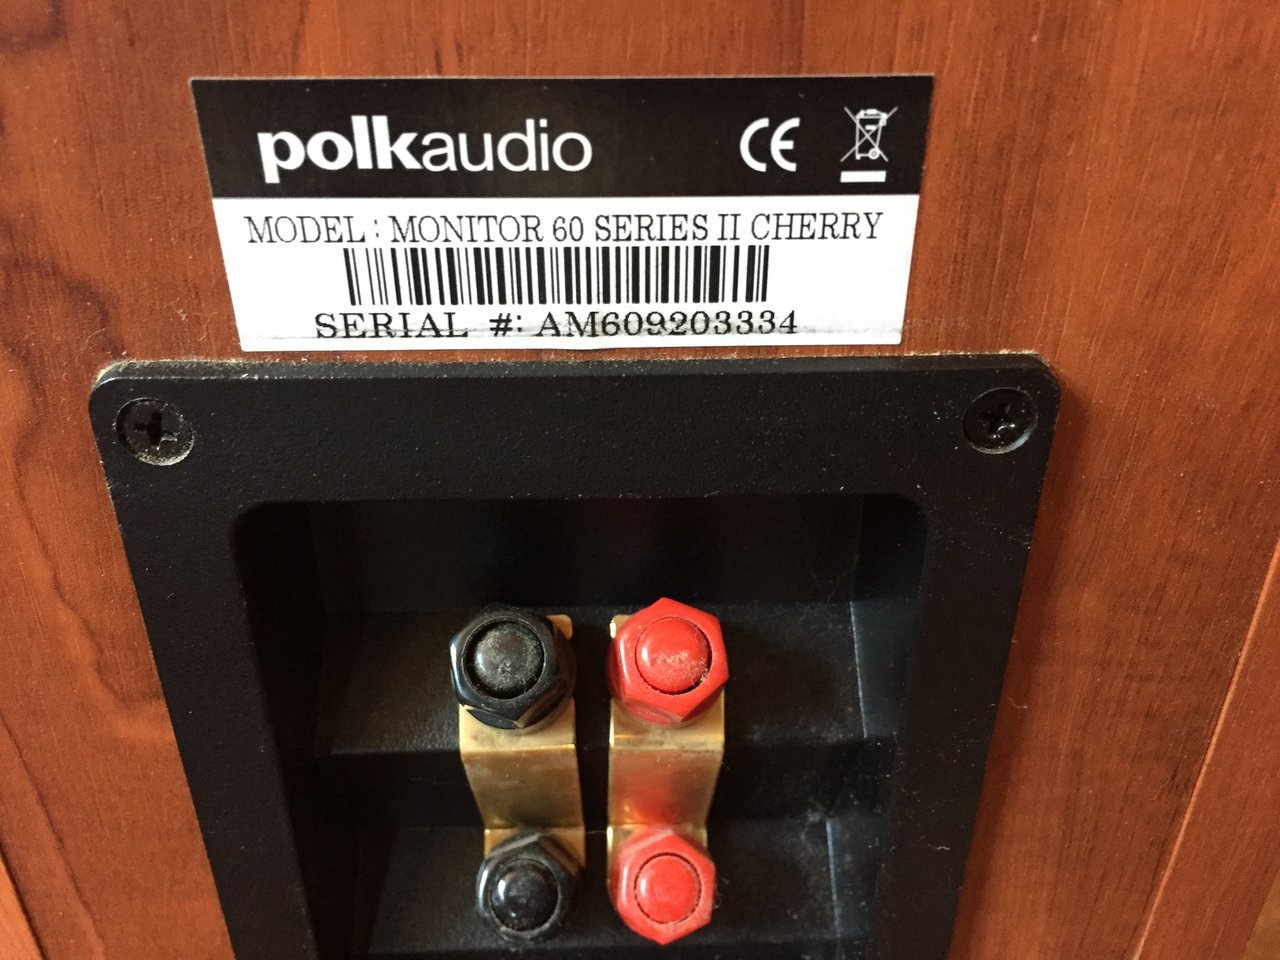 polkaudio CE
MODEL : MONITOR 60 SERIES II CHERRY
SERIAL #: AM609203334